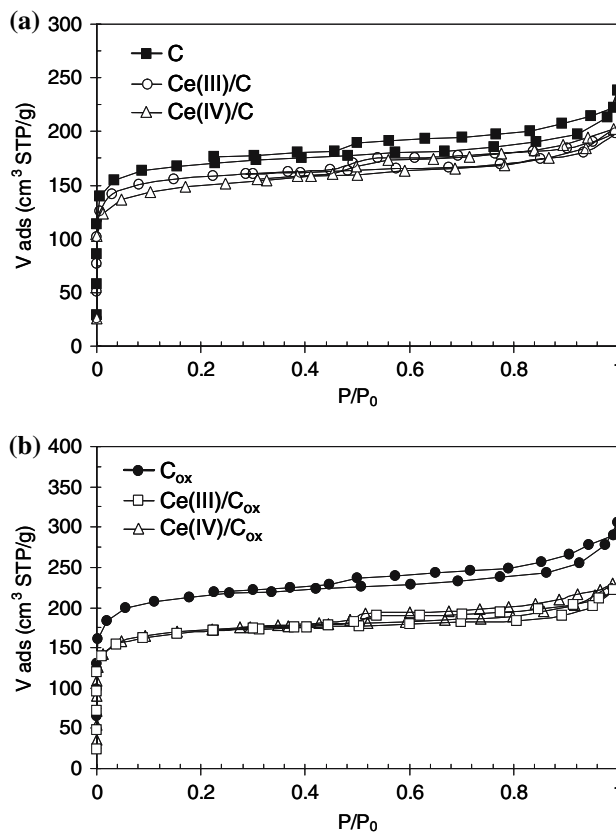 (a)
300
250
200
150
100
50
0
V ads (cm³ STP/g)
C
Ce(III)/C
Ce(IV)/C
0 0.2 0.4 0.6 0.8 1
P/P₀
(b)
400
350
300
250
200
150
100
50
0
V ads (cm³ STP/g)
Cₒₓ
Ce(III)/Cₒₓ
Ce(IV)/Cₒₓ
0 0.2 0.4 0.6 0.8
P/P₀